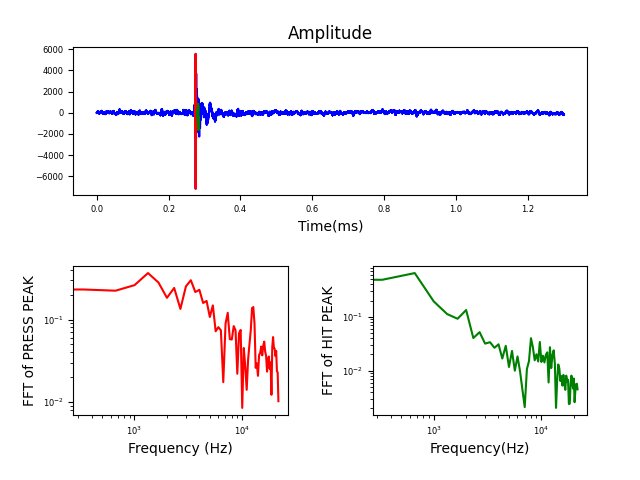 Amplitude
6000
4000
2000
0
−2000
−4000
−6000
0.0 0.2 0.4 0.6 0.8 1.0 1.2
Time(ms)
FFT of PRESS PEAK
10⁻¹
10⁻²
10³ 10⁴
Frequency (Hz)
FFT of HIT PEAK
10⁻¹
10⁻²
10³ 10⁴
Frequency(Hz)